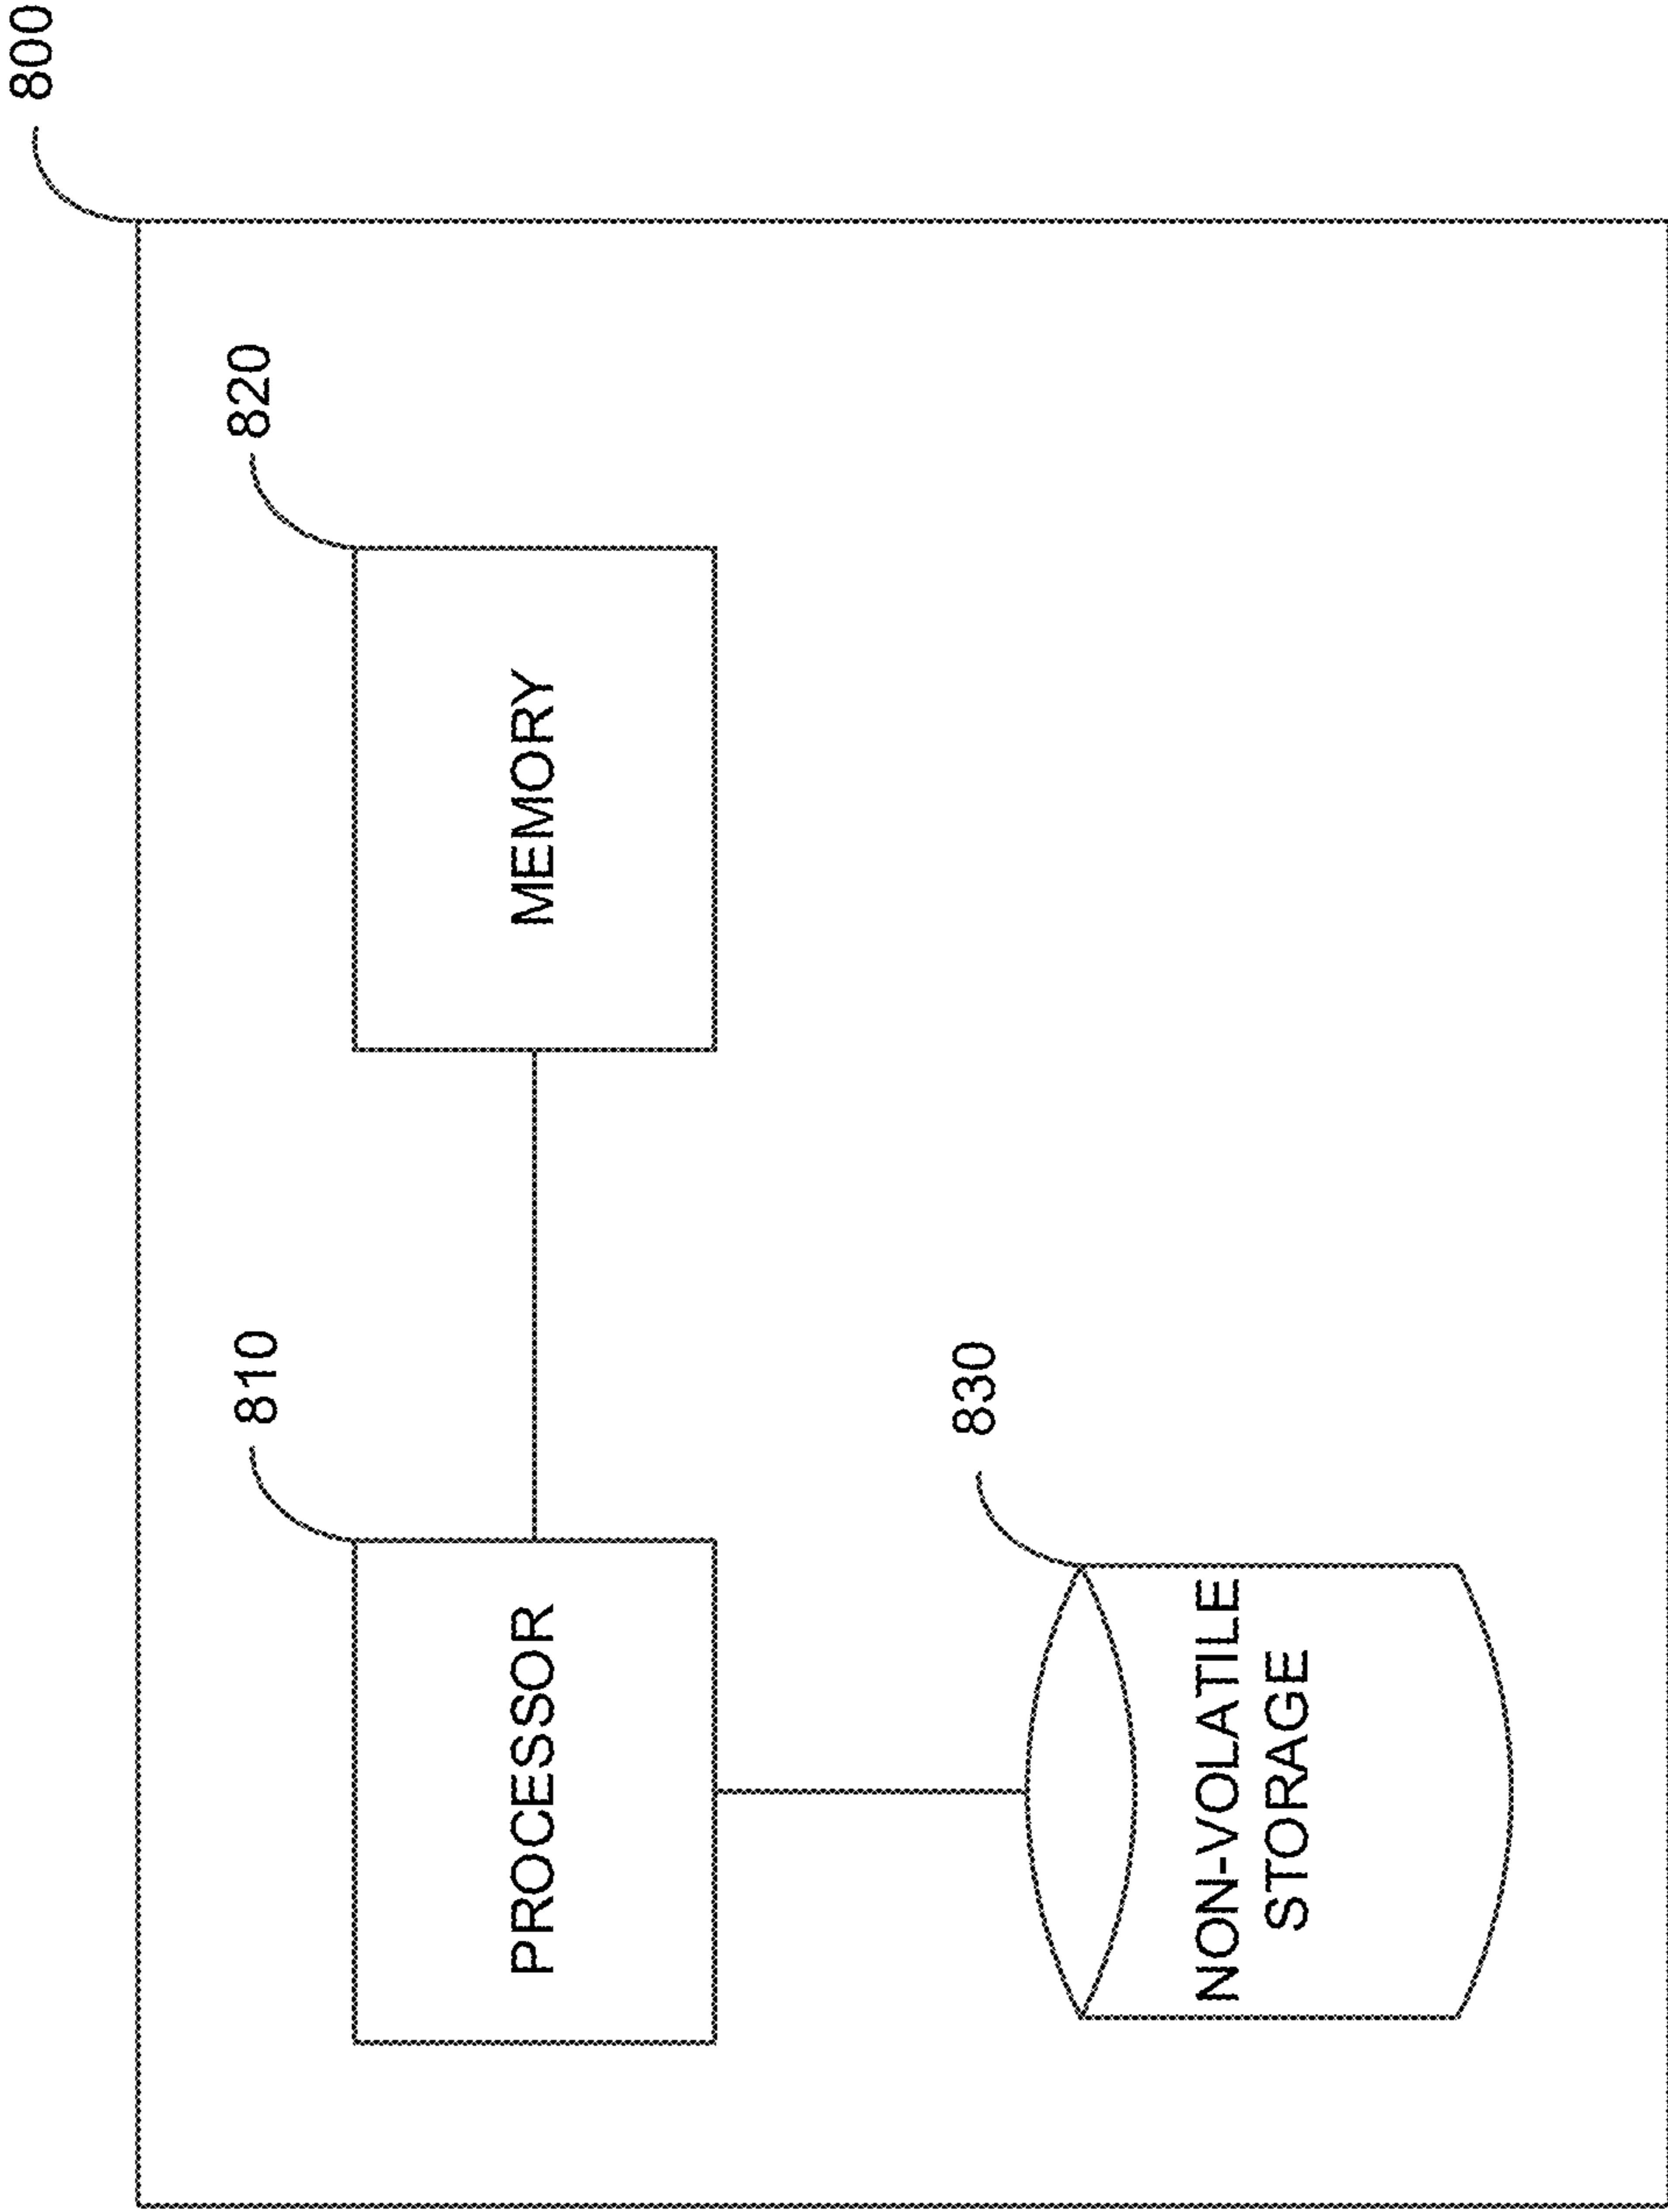 800
810
820
PROCESSOR
MEMORY
830
NON-VOLATILE
STORAGE